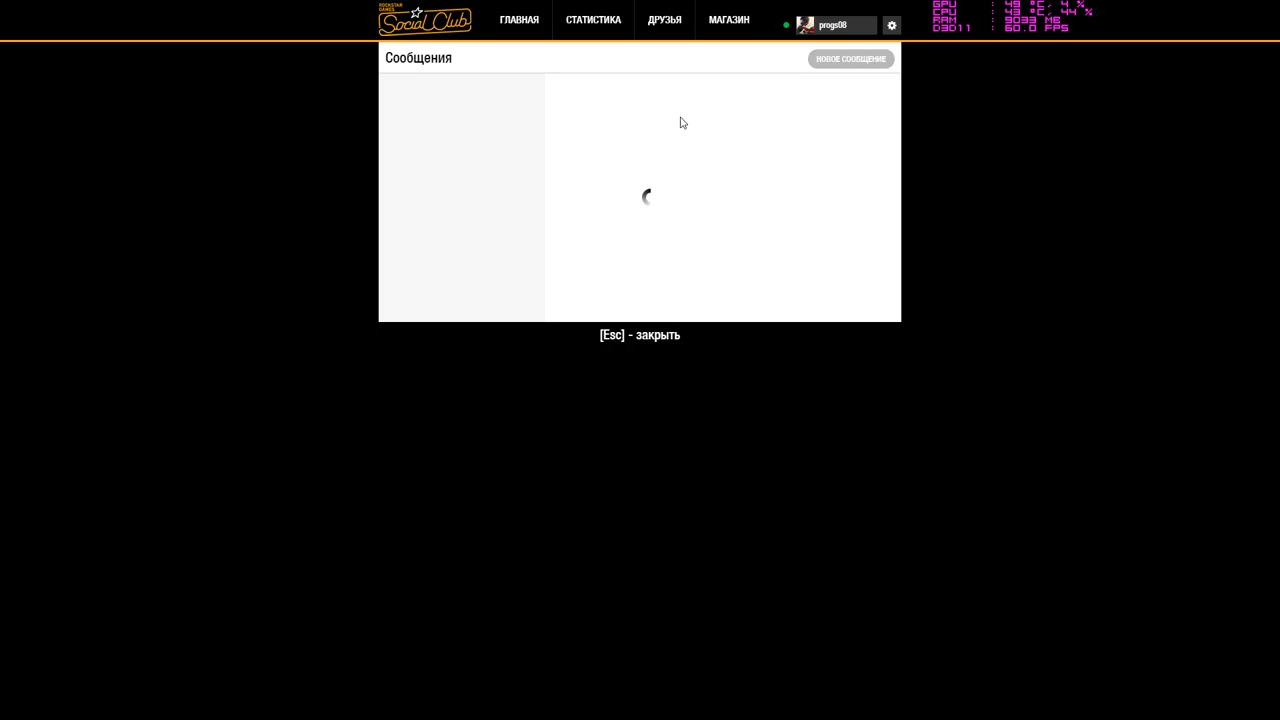 ROCKSTAR
GAMES
Social Club
ГЛАВНАЯ
СТАТИСТИКА
ДРУЗЬЯ
МАГАЗИН
progs08
GPU : 49 °C, 4 %
CPU : 43 °C, 44 %
RAM : 9033 MB
D3D11 : 60.0 FPS
Сообщения
НОВОЕ СООБЩЕНИЕ
[Esc] - закрыть